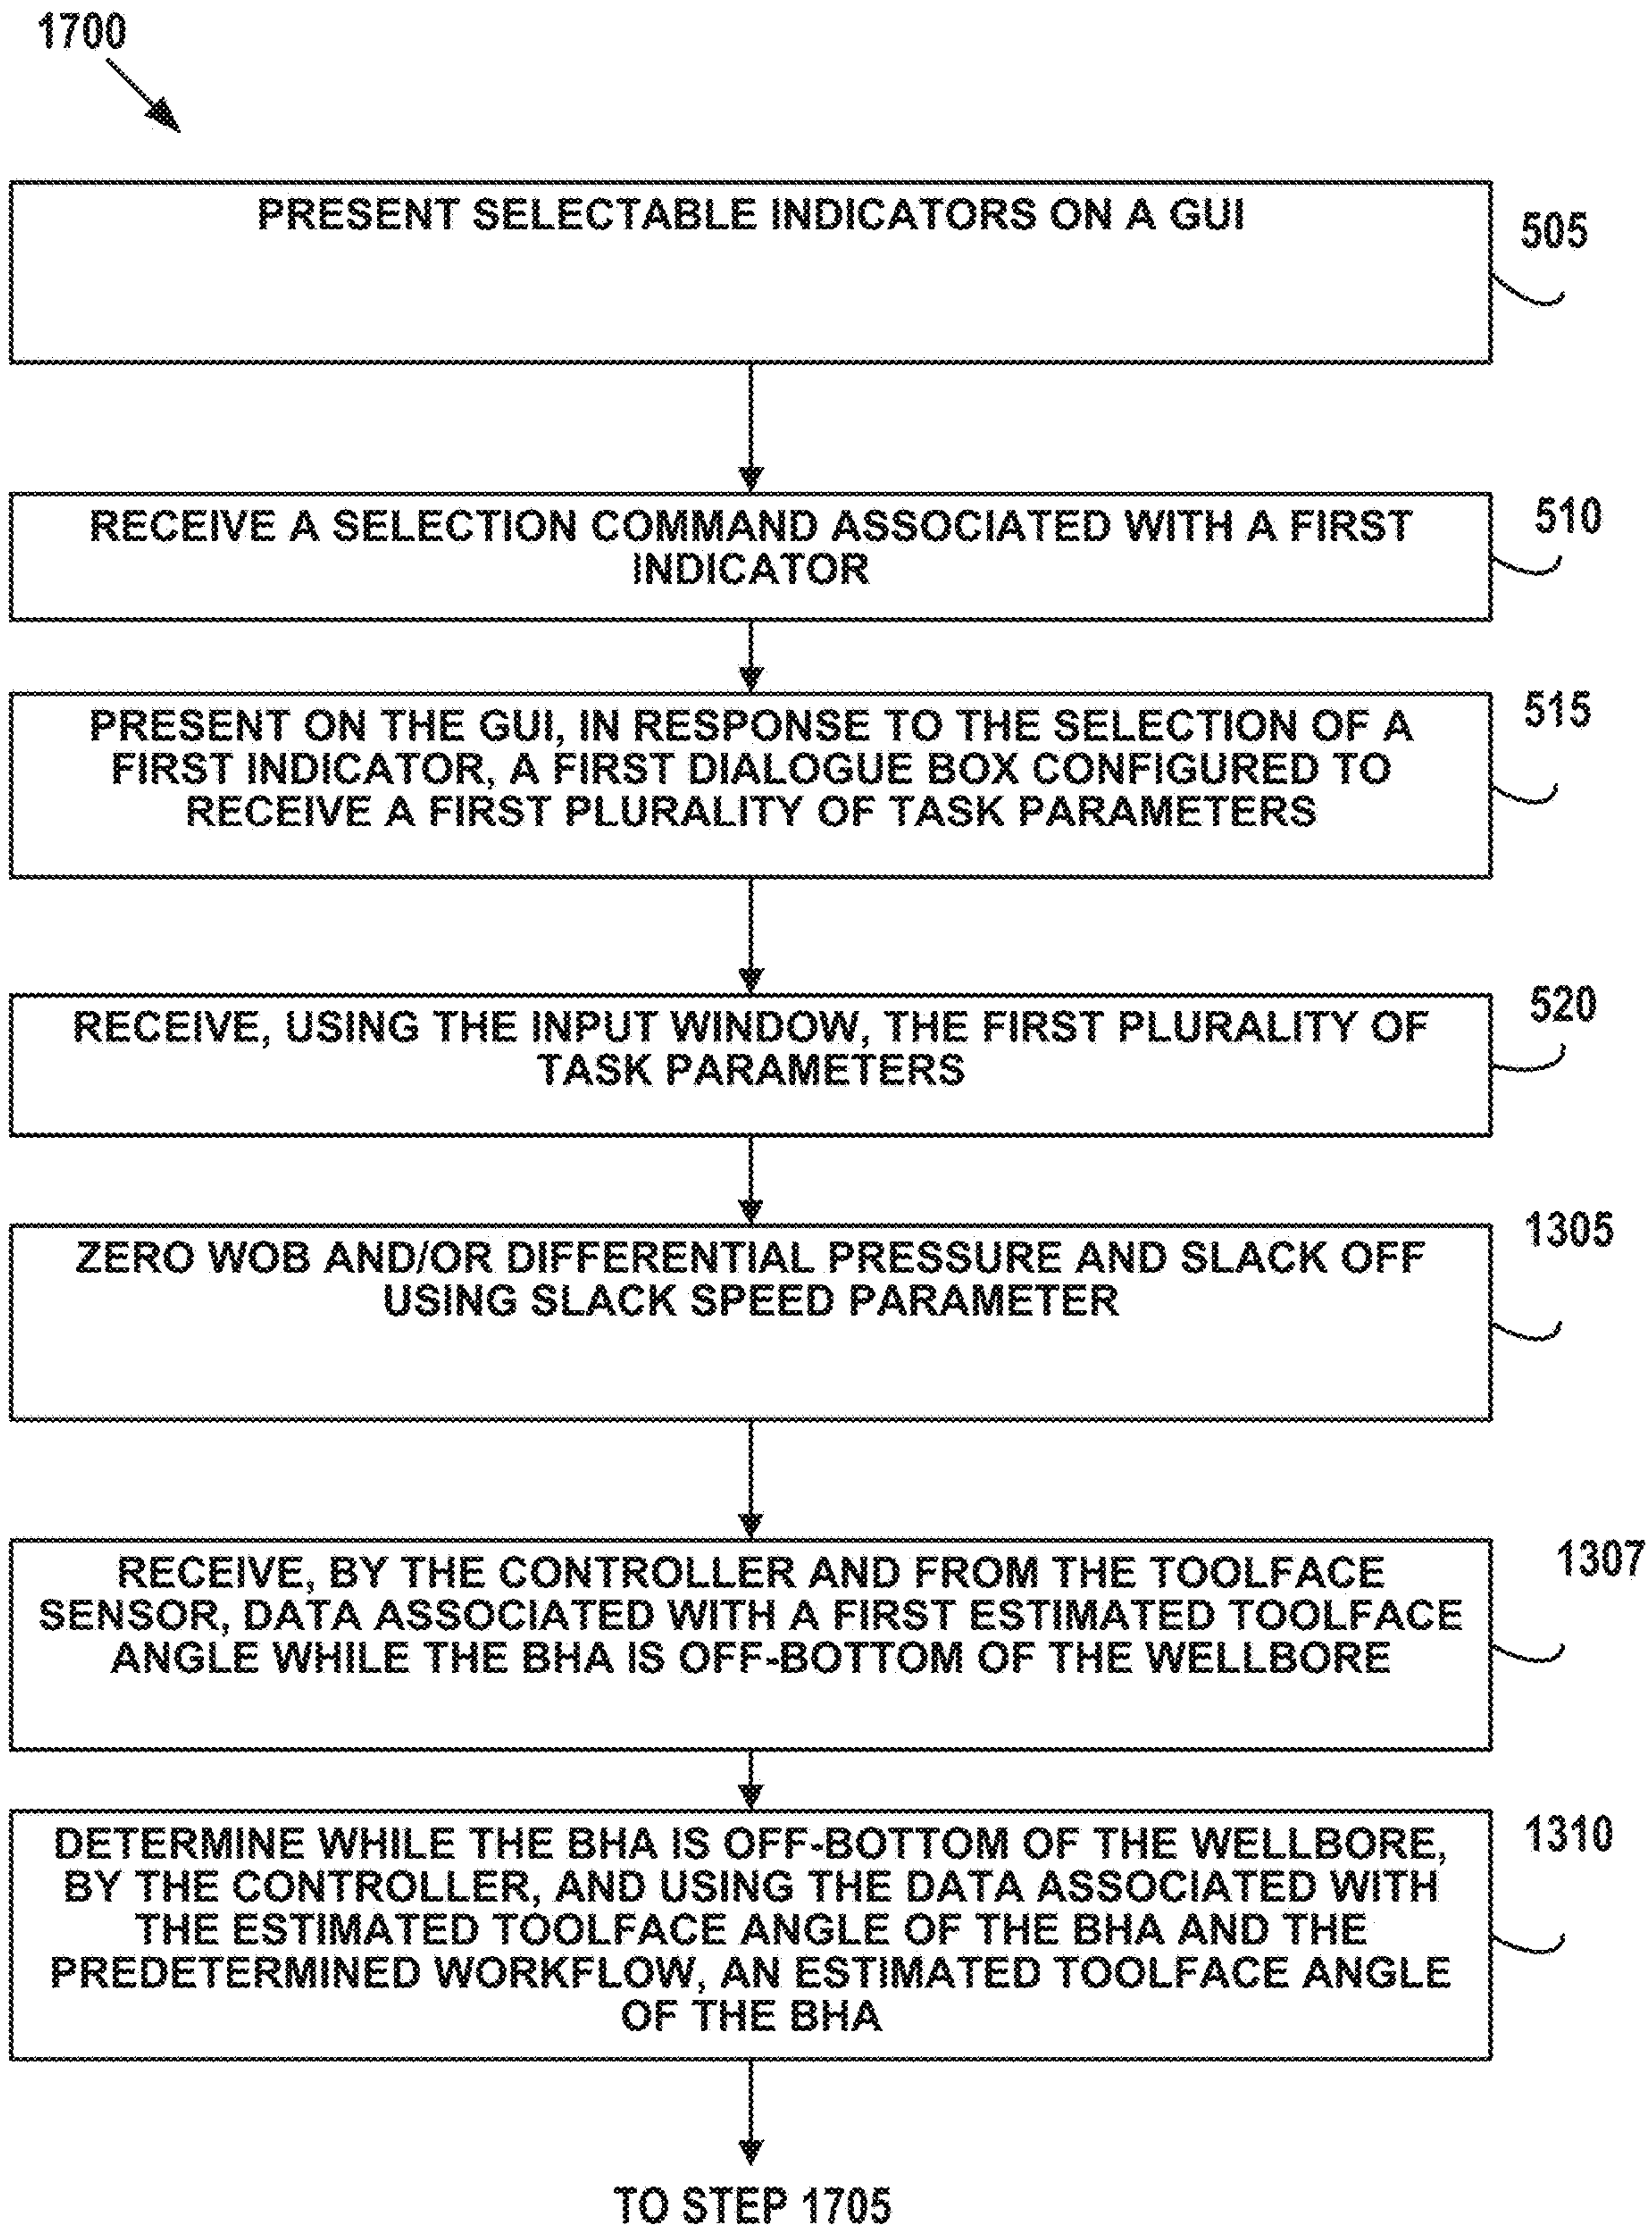 1700
PRESENT SELECTABLE INDICATORS ON A GUI
505
RECEIVE A SELECTION COMMAND ASSOCIATED WITH A FIRST
INDICATOR
510
PRESENT ON THE GUI, IN RESPONSE TO THE SELECTION OF A
FIRST INDICATOR, A FIRST DIALOGUE BOX CONFIGURED TO
RECEIVE A FIRST PLURALITY OF TASK PARAMETERS
515
RECEIVE, USING THE INPUT WINDOW, THE FIRST PLURALITY OF
TASK PARAMETERS
520
ZERO WOB AND/OR DIFFERENTIAL PRESSURE AND SLACK OFF
USING SLACK SPEED PARAMETER
1305
RECEIVE, BY THE CONTROLLER AND FROM THE TOOLFACE
SENSOR, DATA ASSOCIATED WITH A FIRST ESTIMATED TOOLFACE
ANGLE WHILE THE BHA IS OFF-BOTTOM OF THE WELLBORE
1307
DETERMINE WHILE THE BHA IS OFF-BOTTOM OF THE WELLBORE,
BY THE CONTROLLER, AND USING THE DATA ASSOCIATED WITH
THE ESTIMATED TOOLFACE ANGLE OF THE BHA AND THE
PREDETERMINED WORKFLOW, AN ESTIMATED TOOLFACE ANGLE
OF THE BHA
1310
TO STEP 1705